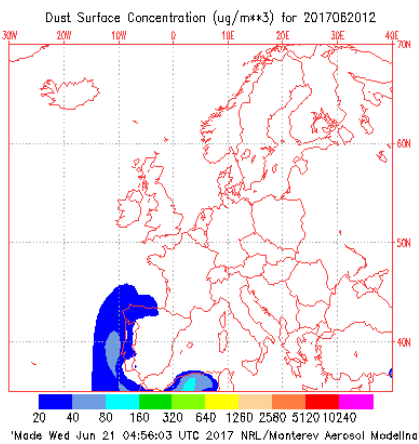 Dust Surface Concentration (ug/m**3) for 2017062012
30W 20W 10W 0 10E 20E 30E 40E
70N
60N
50N
40N
20 40 80 160 320 640 1280 2580 5120 10240
'Made Wed Jun 21 04:56:03 UTC 2017 NRL/Monterey Aerosol Modeling